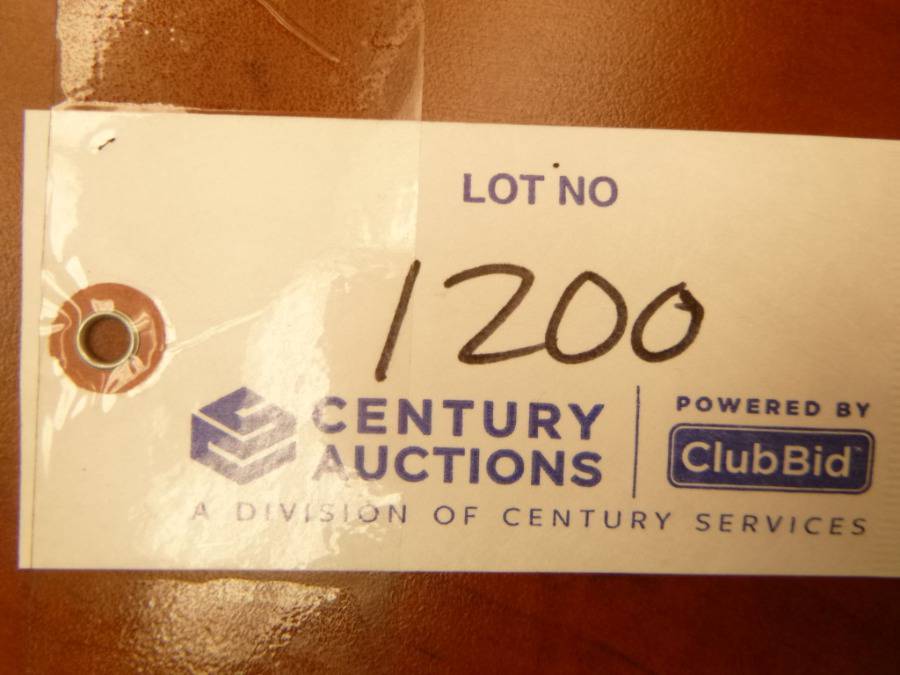 LOT NO
1200
CENTURY AUCTIONS
POWERED BY
ClubBid
A DIVISION OF CENTURY SERVICES